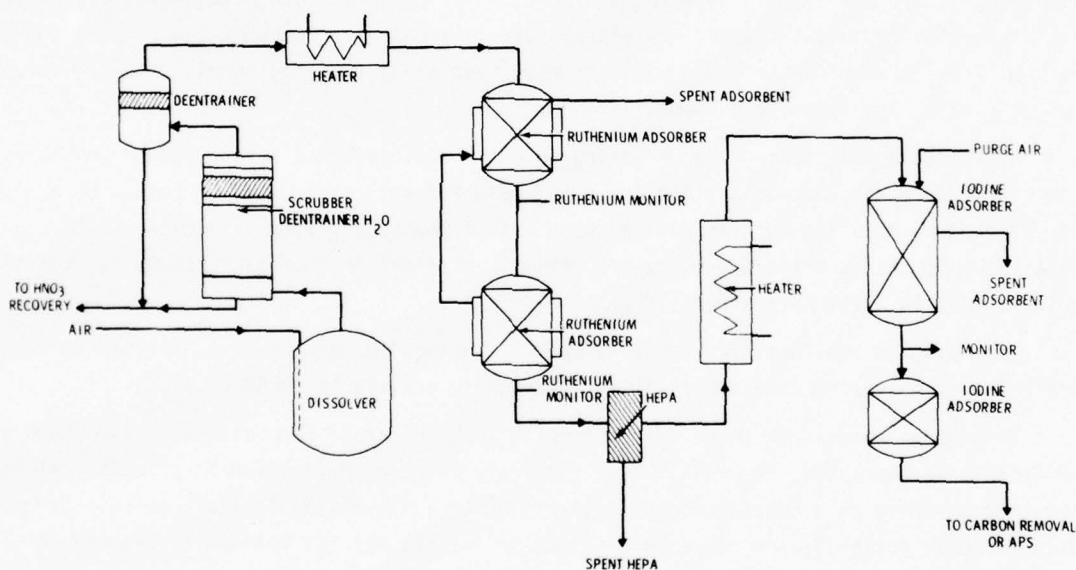 HEATER
DEENTRAINER
SPENT ADSORBENT
RUTHENIUM ADSORBER
PURGE AIR
IODINE
ADSORBER
SCRUBBER
DEENTRAINER H2O
RUTHENIUM MONITOR
HEATER
SPENT
ADSORBENT
TO HNO3
RECOVERY
AIR
RUTHENIUM
ADSORBER
MONITOR
DISSOLVER
RUTHENIUM
MONITOR
HEPA
IODINE
ADSORBER
TO CARBON REMOVAL
OR APS
SPENT HEPA